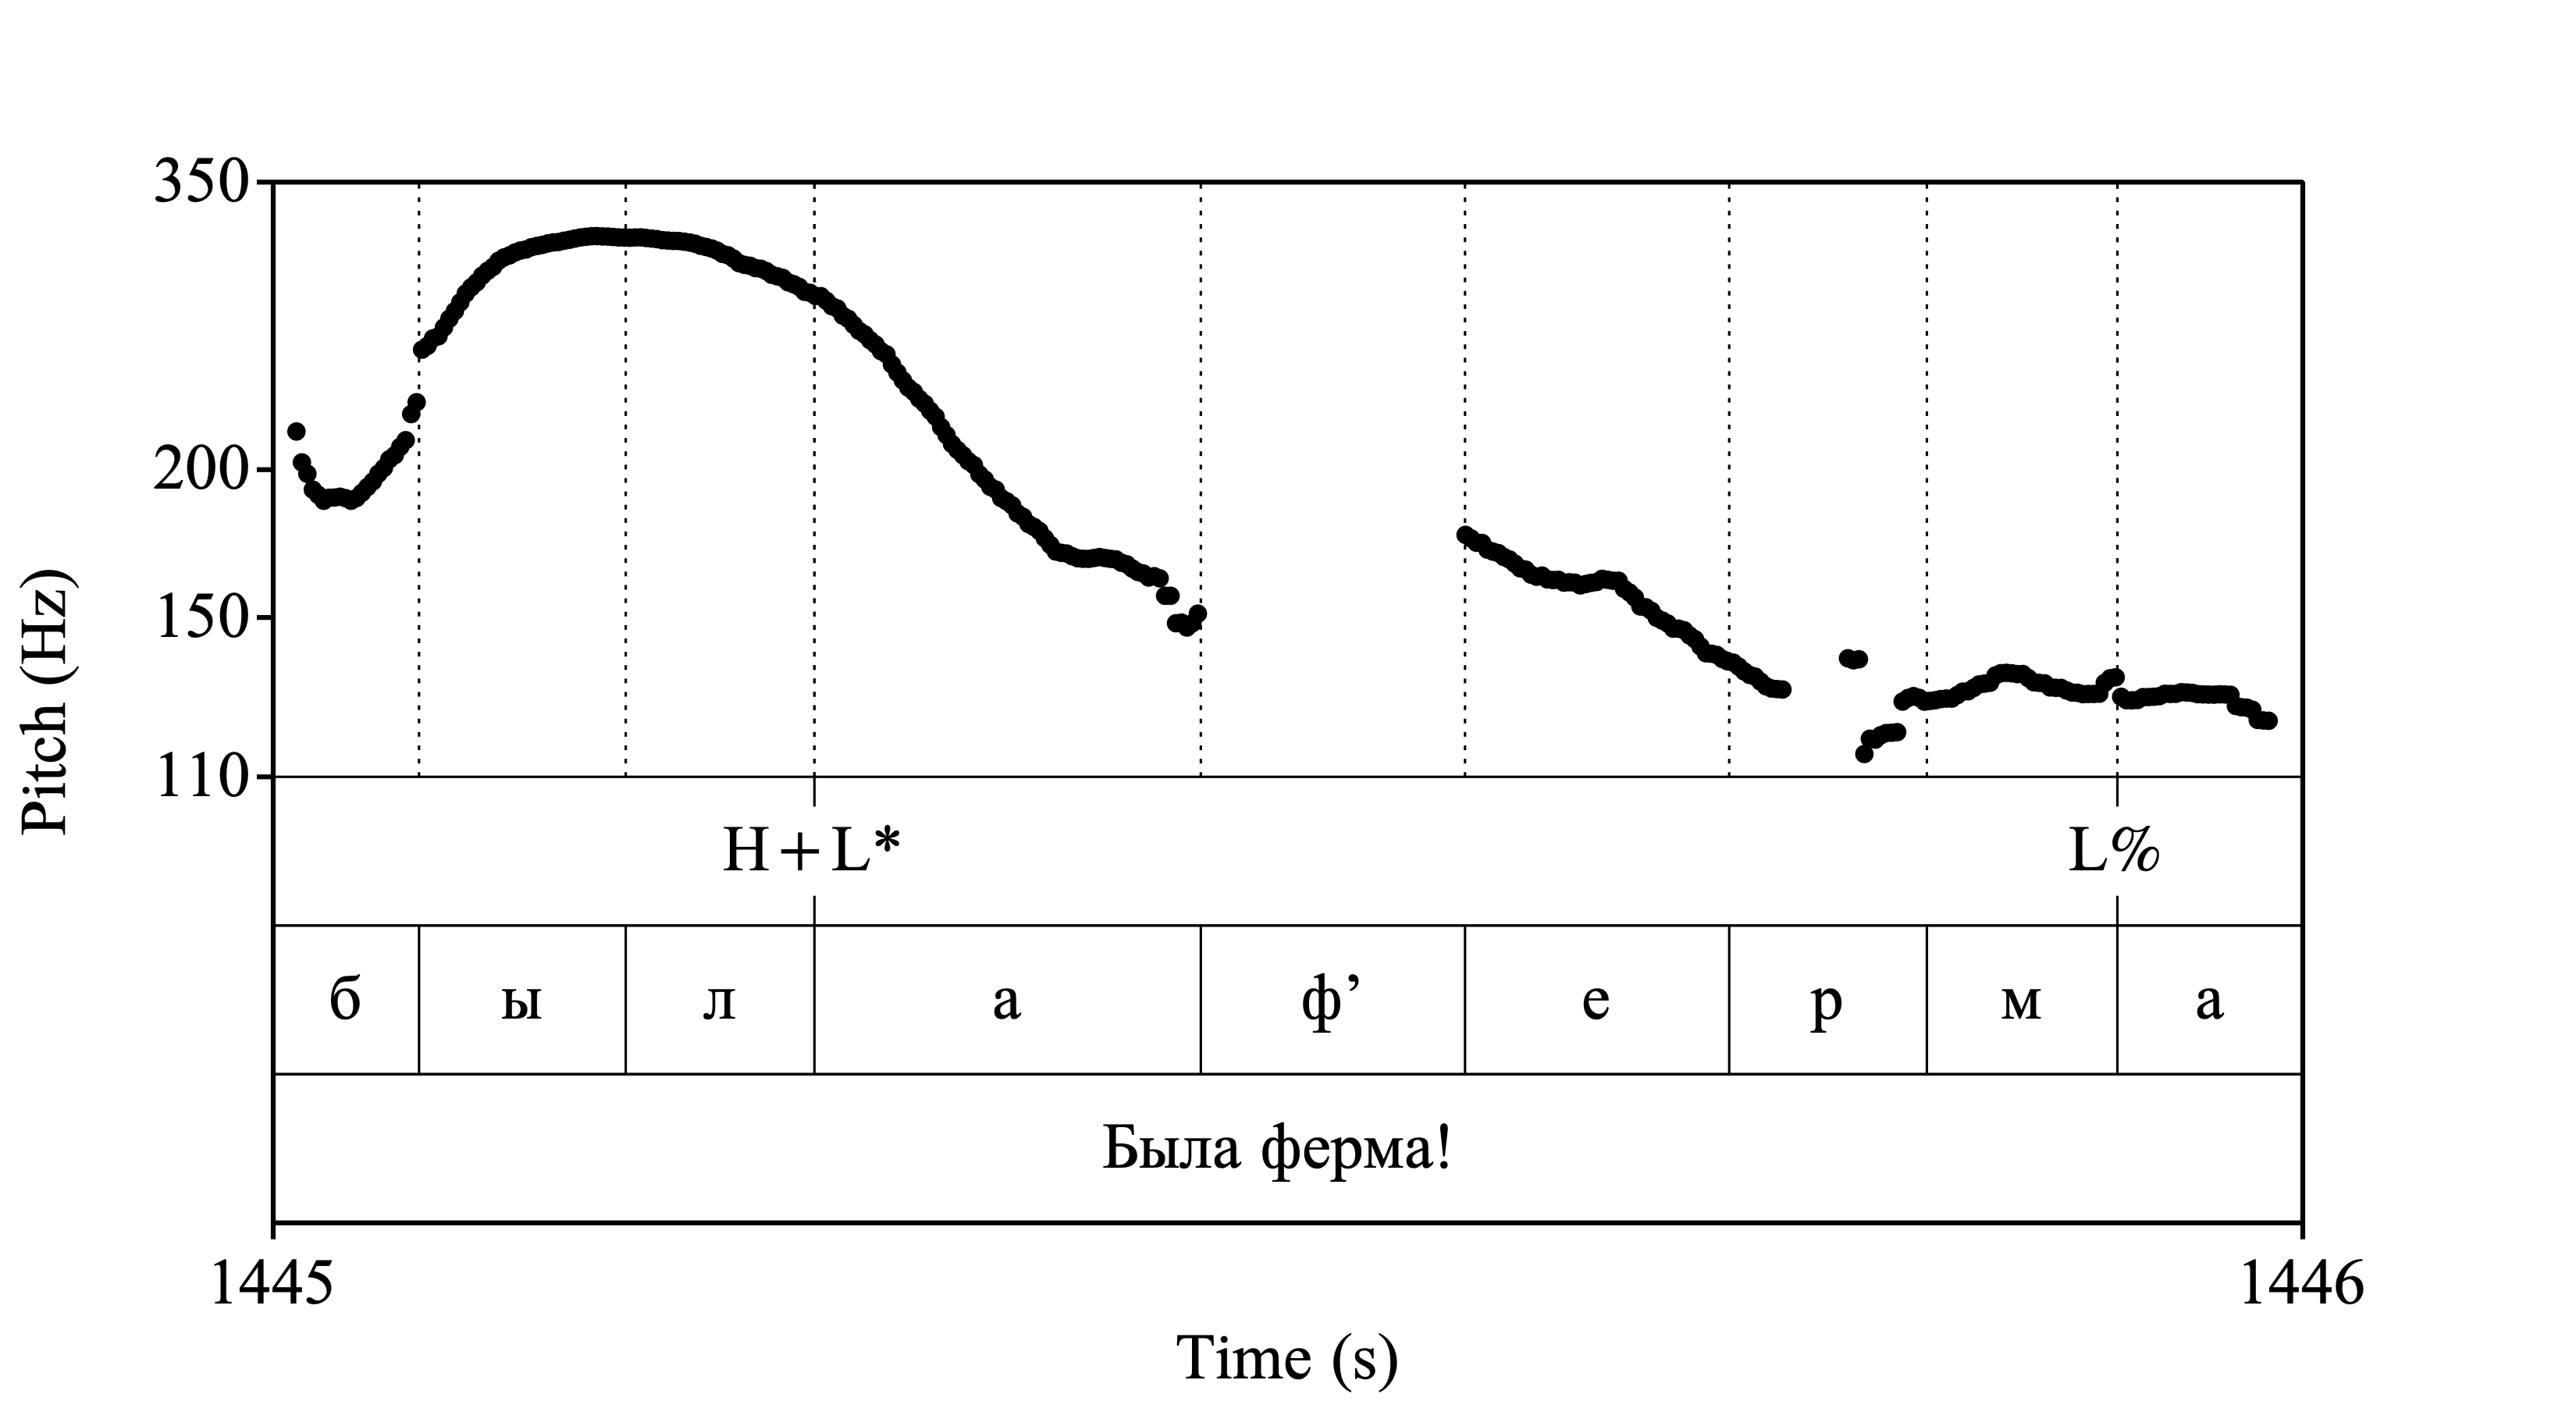 350
200
150
110
Pitch (Hz)
H+L* L%
б ы л а ф’ е р м а
Была ферма!
1445 1446
Time (s)